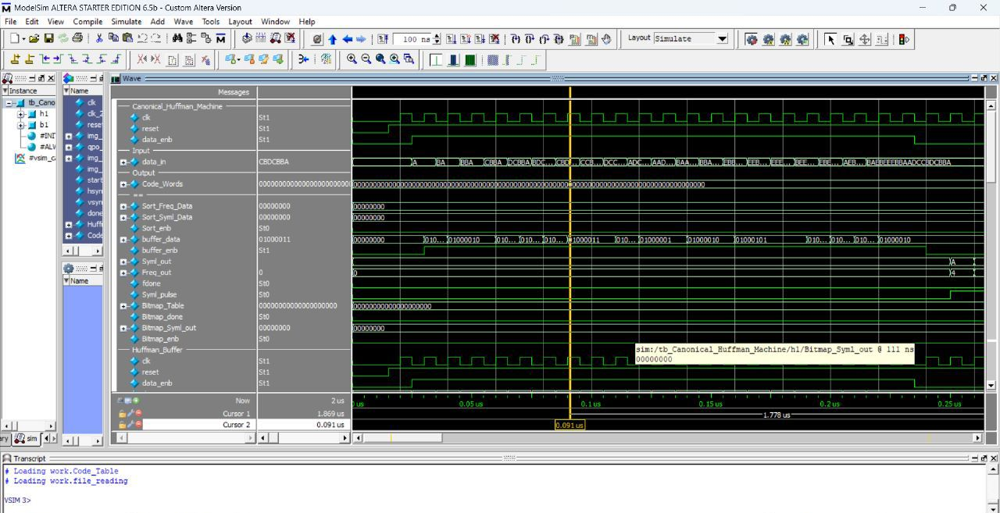 ModelSim ALTERA STARTER EDITION 6.5b - Custom Altera Version
File Edit View Compile Simulate Add Wave Tools Layout Window Help
100 ns
Layout Simulate
Instance
tb_Cano
h1
b1
#INI
#ALW
#vsim_ca
sim
Name
clk
clk_2
reset
img_
qpo_
img_
img_
start
hsyn
vsyn
done
Huff
Code
Name
Wave
Messages
Canonical_Huffman_Machine
clk St1
reset St1
data_enb St1
Input
data_in CBDCBBA A BA BBA CBBA DCBBA BDC... CBD... CCB... DCC... ADC... AAD... BAA... BBA... EBB... EEB... EEE... BEE... EBE... AEB... BAEBEEEBBAADCCBDCBBA
Output
Code_Words
==
Sort_Freq_Data 00000000 00000000
Sort_Syml_Data 00000000 00000000
Sort_enb St0
buffer_data 01000011 00000000 010... 01000010 010... 010... 010... 01000011 010... 01000001 01000010 01000101 010... 010... 010... 01000010
buffer_enb St1
Syml_out A
Freq_out 0 0 4
fdone St0
Syml_pulse St0
Bitmap_Table 00000000000000000000 00000000000000000000
Bitmap_done St0
Bitmap_Syml_out 00000000 00000000
Bitmap_enb St0
Huffman_Buffer
clk St1
reset St1
data_enb St1
sim:/tb_Canonical_Huffman_Machine/h1/Bitmap_Syml_out @ 111 ns
00000000
Now 2 us us 0.05 us 0.1 us 0.15 us 0.2 us 0.25 us
Cursor 1 1.869 us 1.778 us
Cursor 2 0.091 us 0.091 us
Transcript
# Loading work.Code_Table
# Loading work.file_reading
VSIM 3>